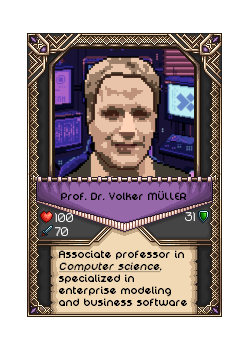 Prof. Dr. Volker MÜLLER
100
31
70
Associate professor in
Computer science,
specialized in
enterprise modeling
and business software